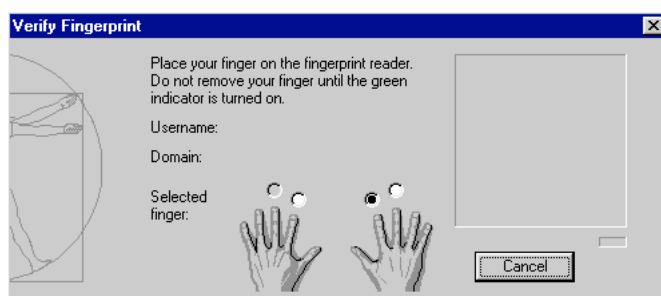 Verify Fingerprint
Place your finger on the fingerprint reader.
Do not remove your finger until the green
indicator is turned on.
Username:
Domain:
Selected
finger:
Cancel